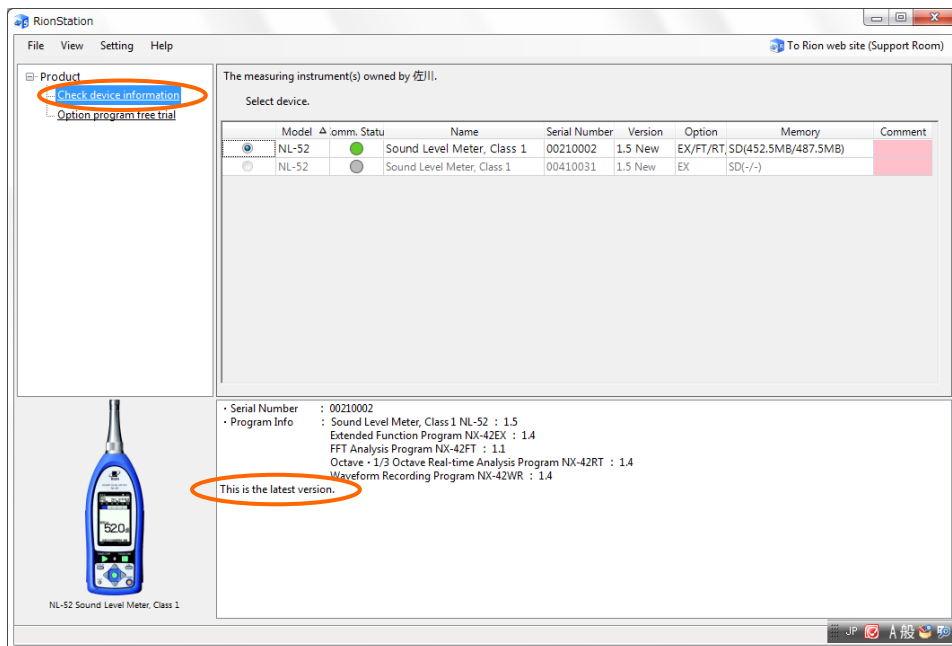 RionStation
File View Setting Help To Rion web site (Support Room)
Product
Check device information
Option program free trial
The measuring instrument(s) owned by 佐川.
Select device.
Model omm. Statu Name Serial Number Version Option Memory Comment
NL-52 Sound Level Meter, Class 1 00210002 1.5 New EX/FT/RT, SD(452.5MB/487.5MB)
NL-52 Sound Level Meter, Class 1 00410031 1.5 New EX SD(-/-)
・Serial Number : 00210002
・Program Info : Sound Level Meter, Class 1 NL-52 : 1.5
Extended Function Program NX-42EX : 1.4
FFT Analysis Program NX-42FT : 1.1
Octave・1/3 Octave Real-time Analysis Program NX-42RT : 1.4
Waveform Recording Program NX-42WR : 1.4
This is the latest version.
52.0
NL-52 Sound Level Meter, Class 1
JP A 般